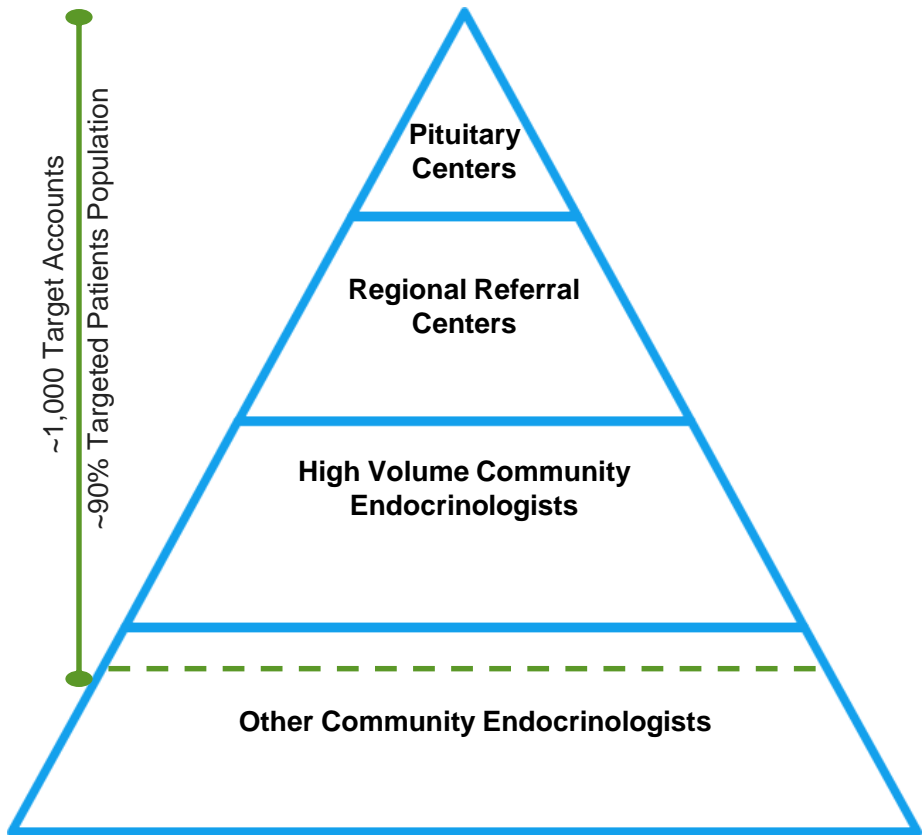 ~1,000 Target Accounts
~90% Targeted Patients Population
Pituitary
Centers
Regional Referral
Centers
High Volume Community
Endocrinologists
Other Community Endocrinologists